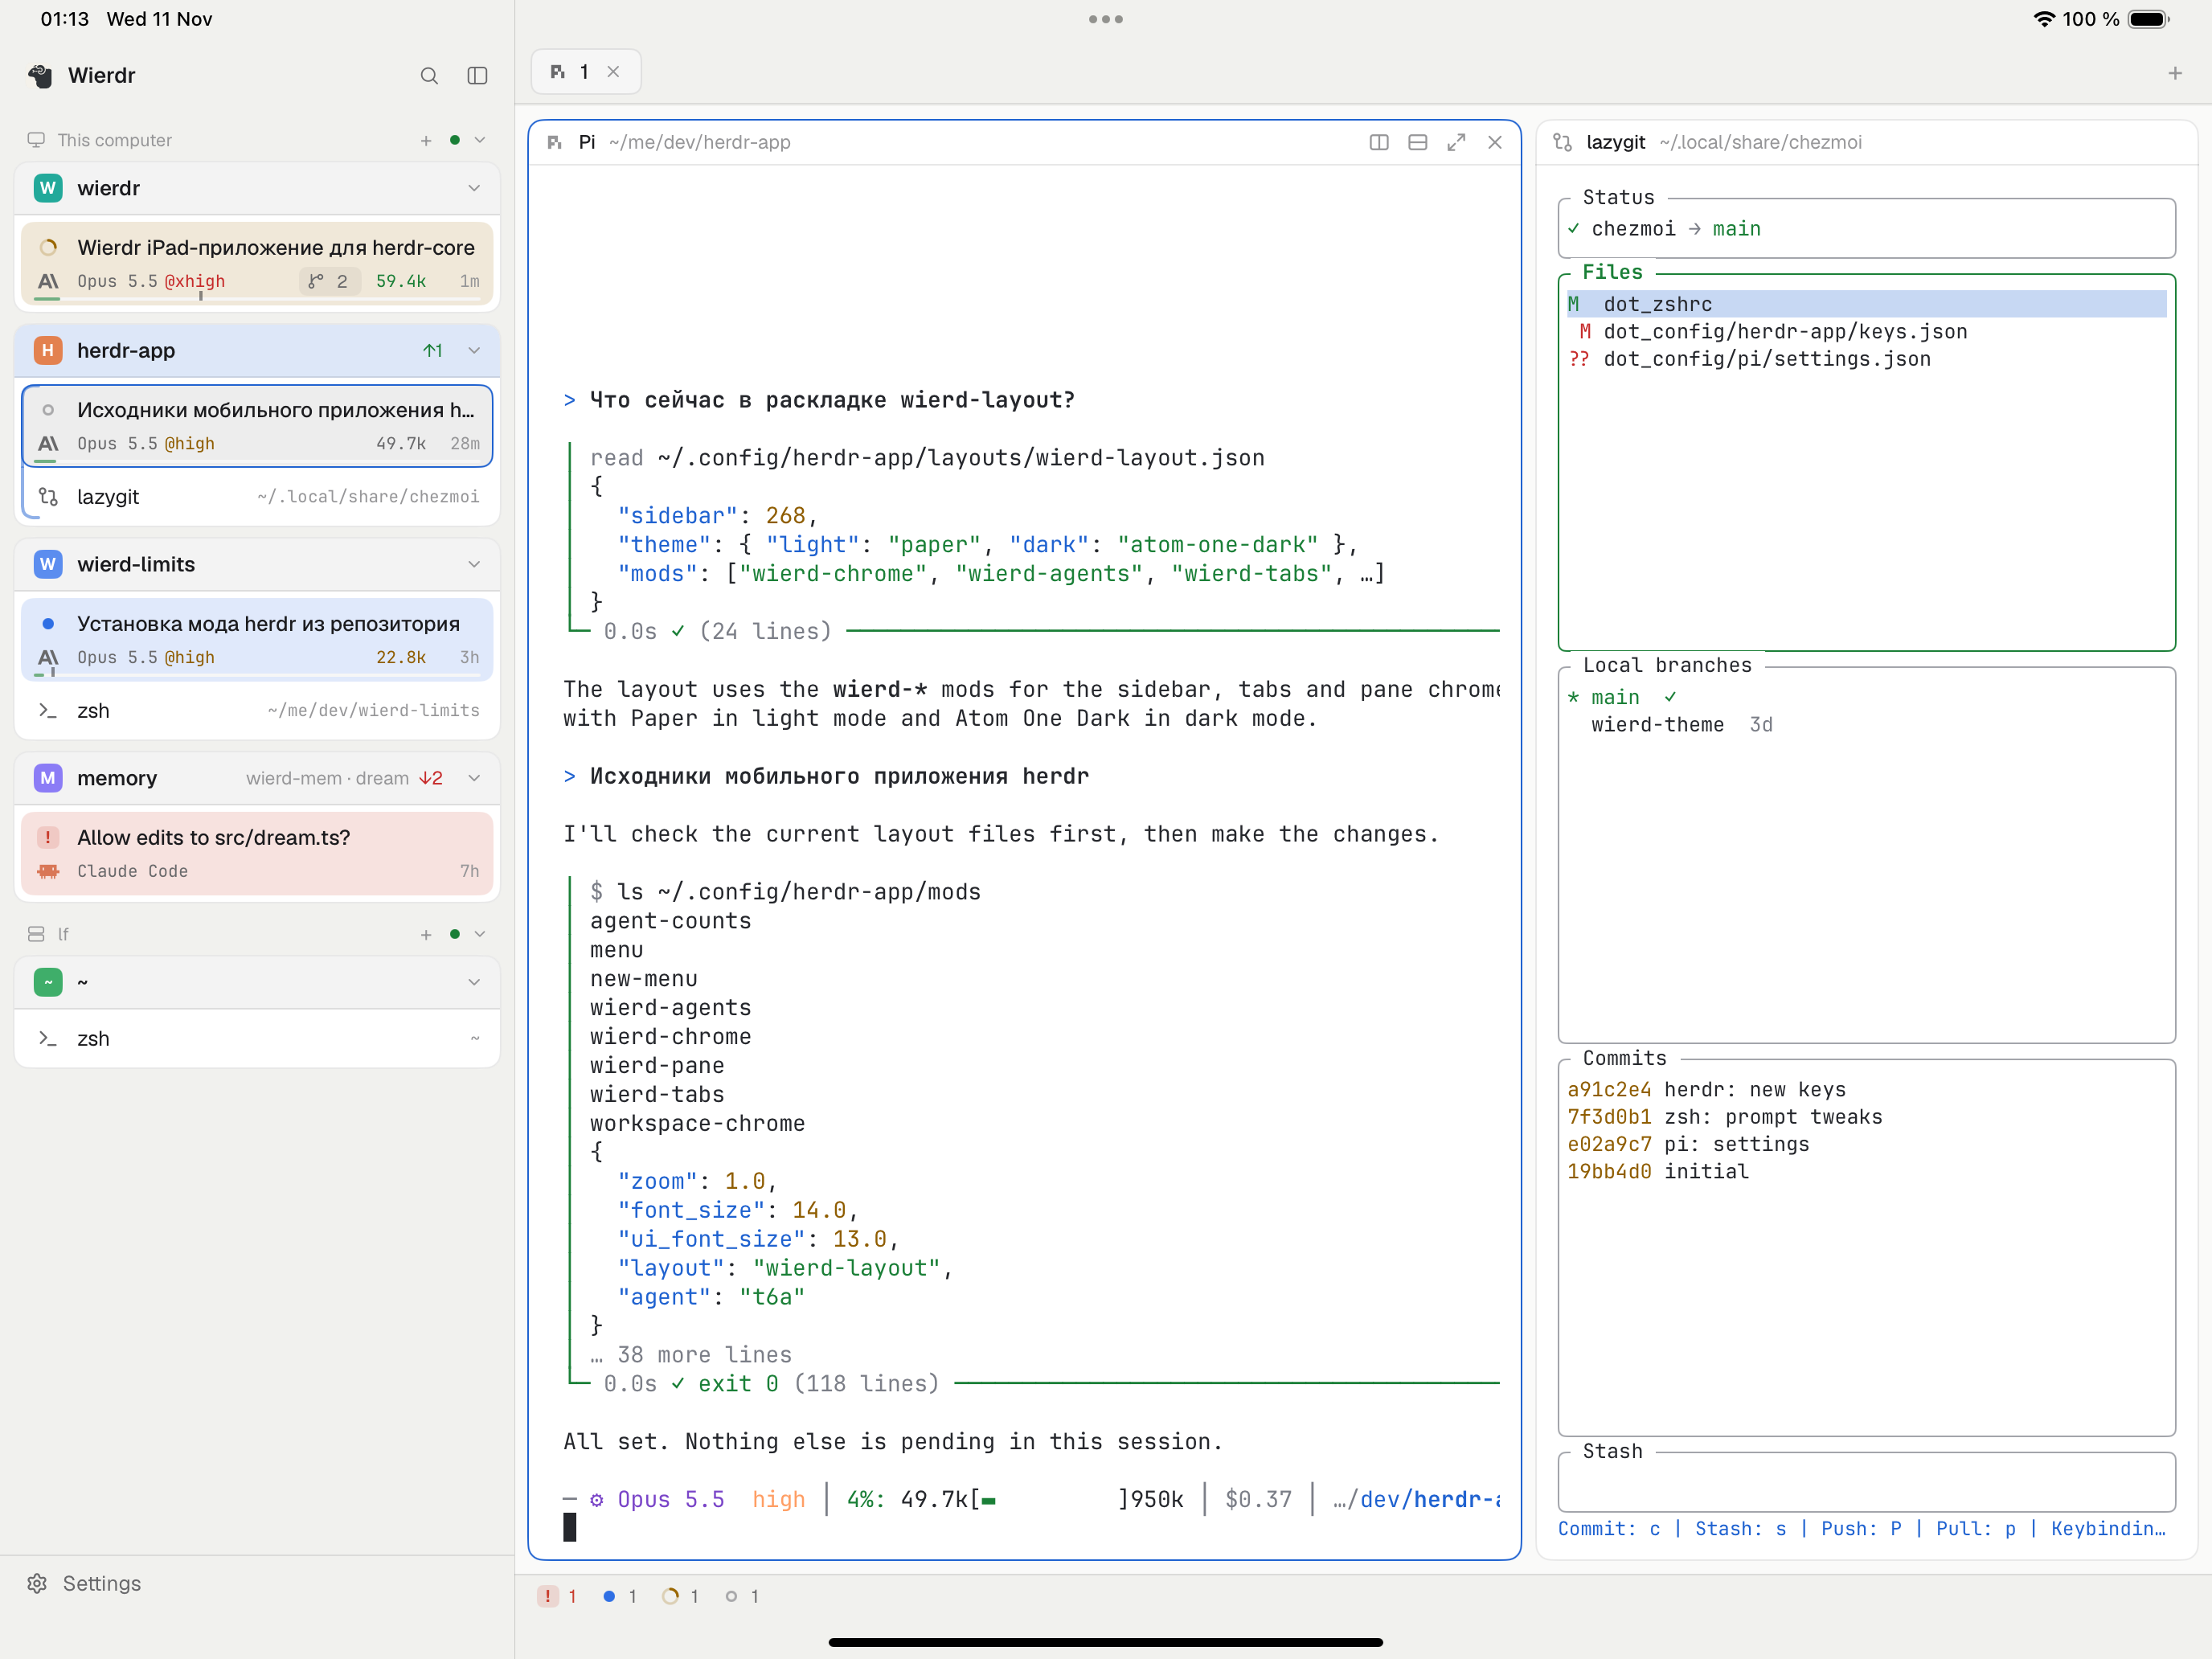 01:13 Wed 11 Nov
100 %
Wierdr
This computer
W wierdr
Wierdr iPad-приложение для herdr-core
Opus 5.5 @xhigh 2 59.4k 1m
H herdr-app ↑1
Исходники мобильного приложения h…
Opus 5.5 @high 49.7k 28m
lazygit ~/.local/share/chezmoi
W wierd-limits
Установка мода herdr из репозитория
Opus 5.5 @high 22.8k 3h
zsh ~/me/dev/wierd-limits
M memory wierd-mem · dream ↓2
! Allow edits to src/dream.ts?
Claude Code 7h
lf
~ ~
zsh ~
Settings
1
Pi ~/me/dev/herdr-app
> Что сейчас в раскладке wierd-layout?
read ~/.config/herdr-app/layouts/wierd-layout.json
{
"sidebar": 268,
"theme": { "light": "paper", "dark": "atom-one-dark" },
"mods": ["wierd-chrome", "wierd-agents", "wierd-tabs", …]
}
0.0s ✓ (24 lines)
The layout uses the wierd-* mods for the sidebar, tabs and pane chrome
with Paper in light mode and Atom One Dark in dark mode.
> Исходники мобильного приложения herdr
I'll check the current layout files first, then make the changes.
$ ls ~/.config/herdr-app/mods
agent-counts
menu
new-menu
wierd-agents
wierd-chrome
wierd-pane
wierd-tabs
workspace-chrome
{
"zoom": 1.0,
"font_size": 14.0,
"ui_font_size": 13.0,
"layout": "wierd-layout",
"agent": "t6a"
}
… 38 more lines
0.0s ✓ exit 0 (118 lines)
All set. Nothing else is pending in this session.
— ⚙ Opus 5.5 high │ 4%: 49.7k[ ]950k │ $0.37 │ …/dev/herdr-a
lazygit ~/.local/share/chezmoi
Status
✓ chezmoi → main
Files
M dot_zshrc
M dot_config/herdr-app/keys.json
?? dot_config/pi/settings.json
Local branches
* main ✓
wierd-theme 3d
Commits
a91c2e4 herdr: new keys
7f3d0b1 zsh: prompt tweaks
e02a9c7 pi: settings
19bb4d0 initial
Stash
Commit: c | Stash: s | Push: P | Pull: p | Keybindin…
! 1 1 1 1